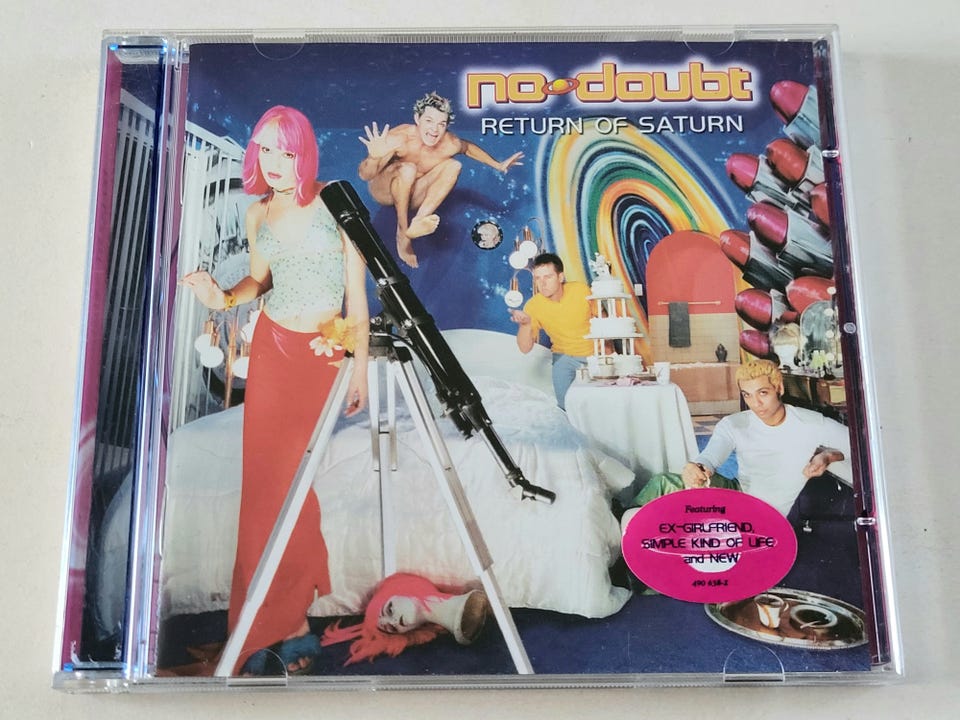 no doubt
RETURN OF SATURN
Featuring
EX-GIRLFRIEND,
SIMPLE KIND OF LIFE
and NEW
490 638-2